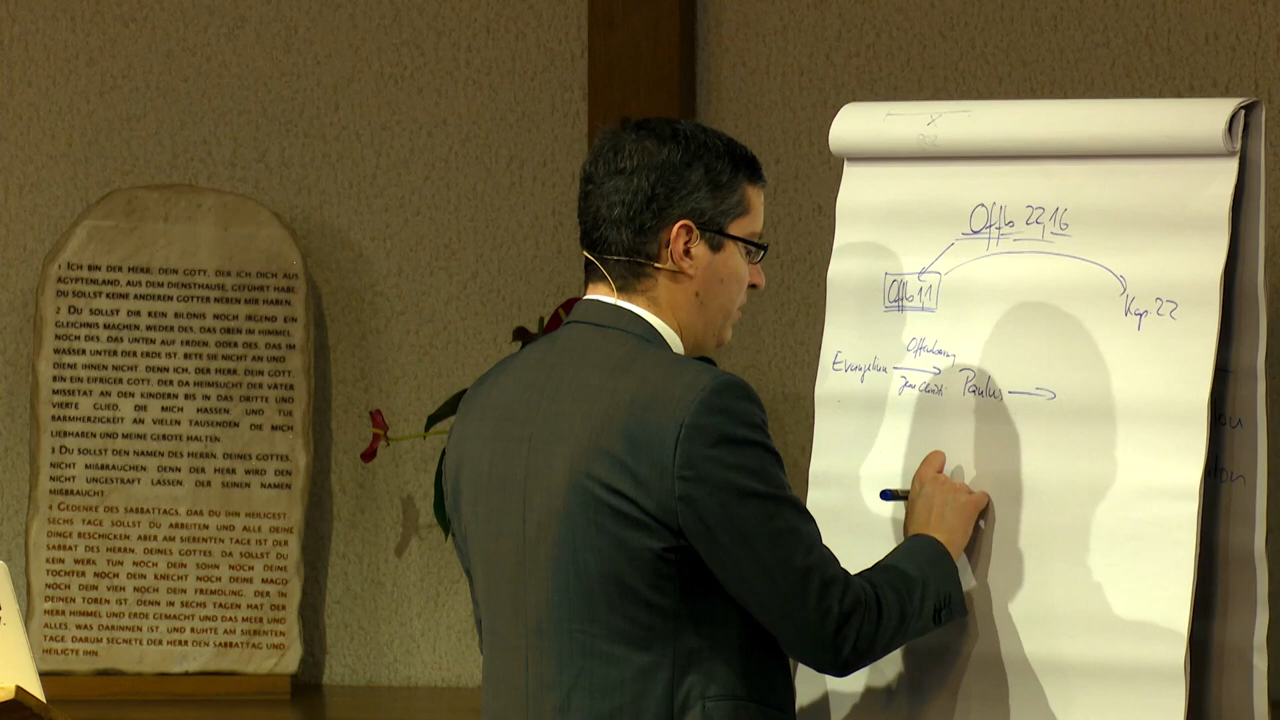 1 ICH BIN DER HERR, DEIN GOTT, DER ICH DICH AUS
ÄGYPTENLAND, AUS DEM DIENSTHAUSE, GEFÜHRT HABE.
DU SOLLST KEINE ANDEREN GÖTTER NEBEN MIR HABEN.
2 DU SOLLST DIR KEIN BILDNIS NOCH IRGEND EIN
GLEICHNIS MACHEN, WEDER DES, DAS OBEN IM HIMMEL,
NOCH DES, DAS UNTEN AUF ERDEN, ODER DES, DAS IM
WASSER UNTER DER ERDE IST. BETE SIE NICHT AN UND
DIENE IHNEN NICHT. DENN ICH, DER HERR, DEIN GOTT,
BIN EIN EIFRIGER GOTT, DER DA HEIMSUCHT DER VÄTER
MISSETAT AN DEN KINDERN BIS IN DAS DRITTE UND
VIERTE GLIED, DIE MICH HASSEN; UND TUE
BARMHERZIGKEIT AN VIELEN TAUSENDEN DIE MICH
LIEBHABEN UND MEINE GEBOTE HALTEN.
3 DU SOLLST DEN NAMEN DES HERRN, DEINES GOTTES,
NICHT MIßBRAUCHEN; DENN DER HERR WIRD DEN
NICHT UNGESTRAFT LASSEN, DER SEINEN NAMEN
MIßBRAUCHT.
4 GEDENKE DES SABBATTAGS, DAß DU IHN HEILIGEST.
SECHS TAGE SOLLST DU ARBEITEN UND ALLE DEINE
DINGE BESCHICKEN; ABER AM SIEBENTEN TAGE IST DER
SABBAT DES HERRN, DEINES GOTTES. DA SOLLST DU
KEIN WERK TUN NOCH DEIN SOHN NOCH DEINE
TOCHTER NOCH DEIN KNECHT NOCH DEINE MAGD
NOCH DEIN VIEH NOCH DEIN FREMDLING, DER IN
DEINEN TOREN IST. DENN IN SECHS TAGEN HAT DER
HERR HIMMEL UND ERDE GEMACHT UND DAS MEER UND
ALLES, WAS DARINNEN IST, UND RUHTE AM SIEBENTEN
TAGE. DARUM SEGNETE DER HERR DEN SABBATTAG UND
HEILIGTE IHN.
Offb 22,16
Offb 1,1
Kap. 22
Offenbarung
Evangelium
Jesu Christi
Paulus